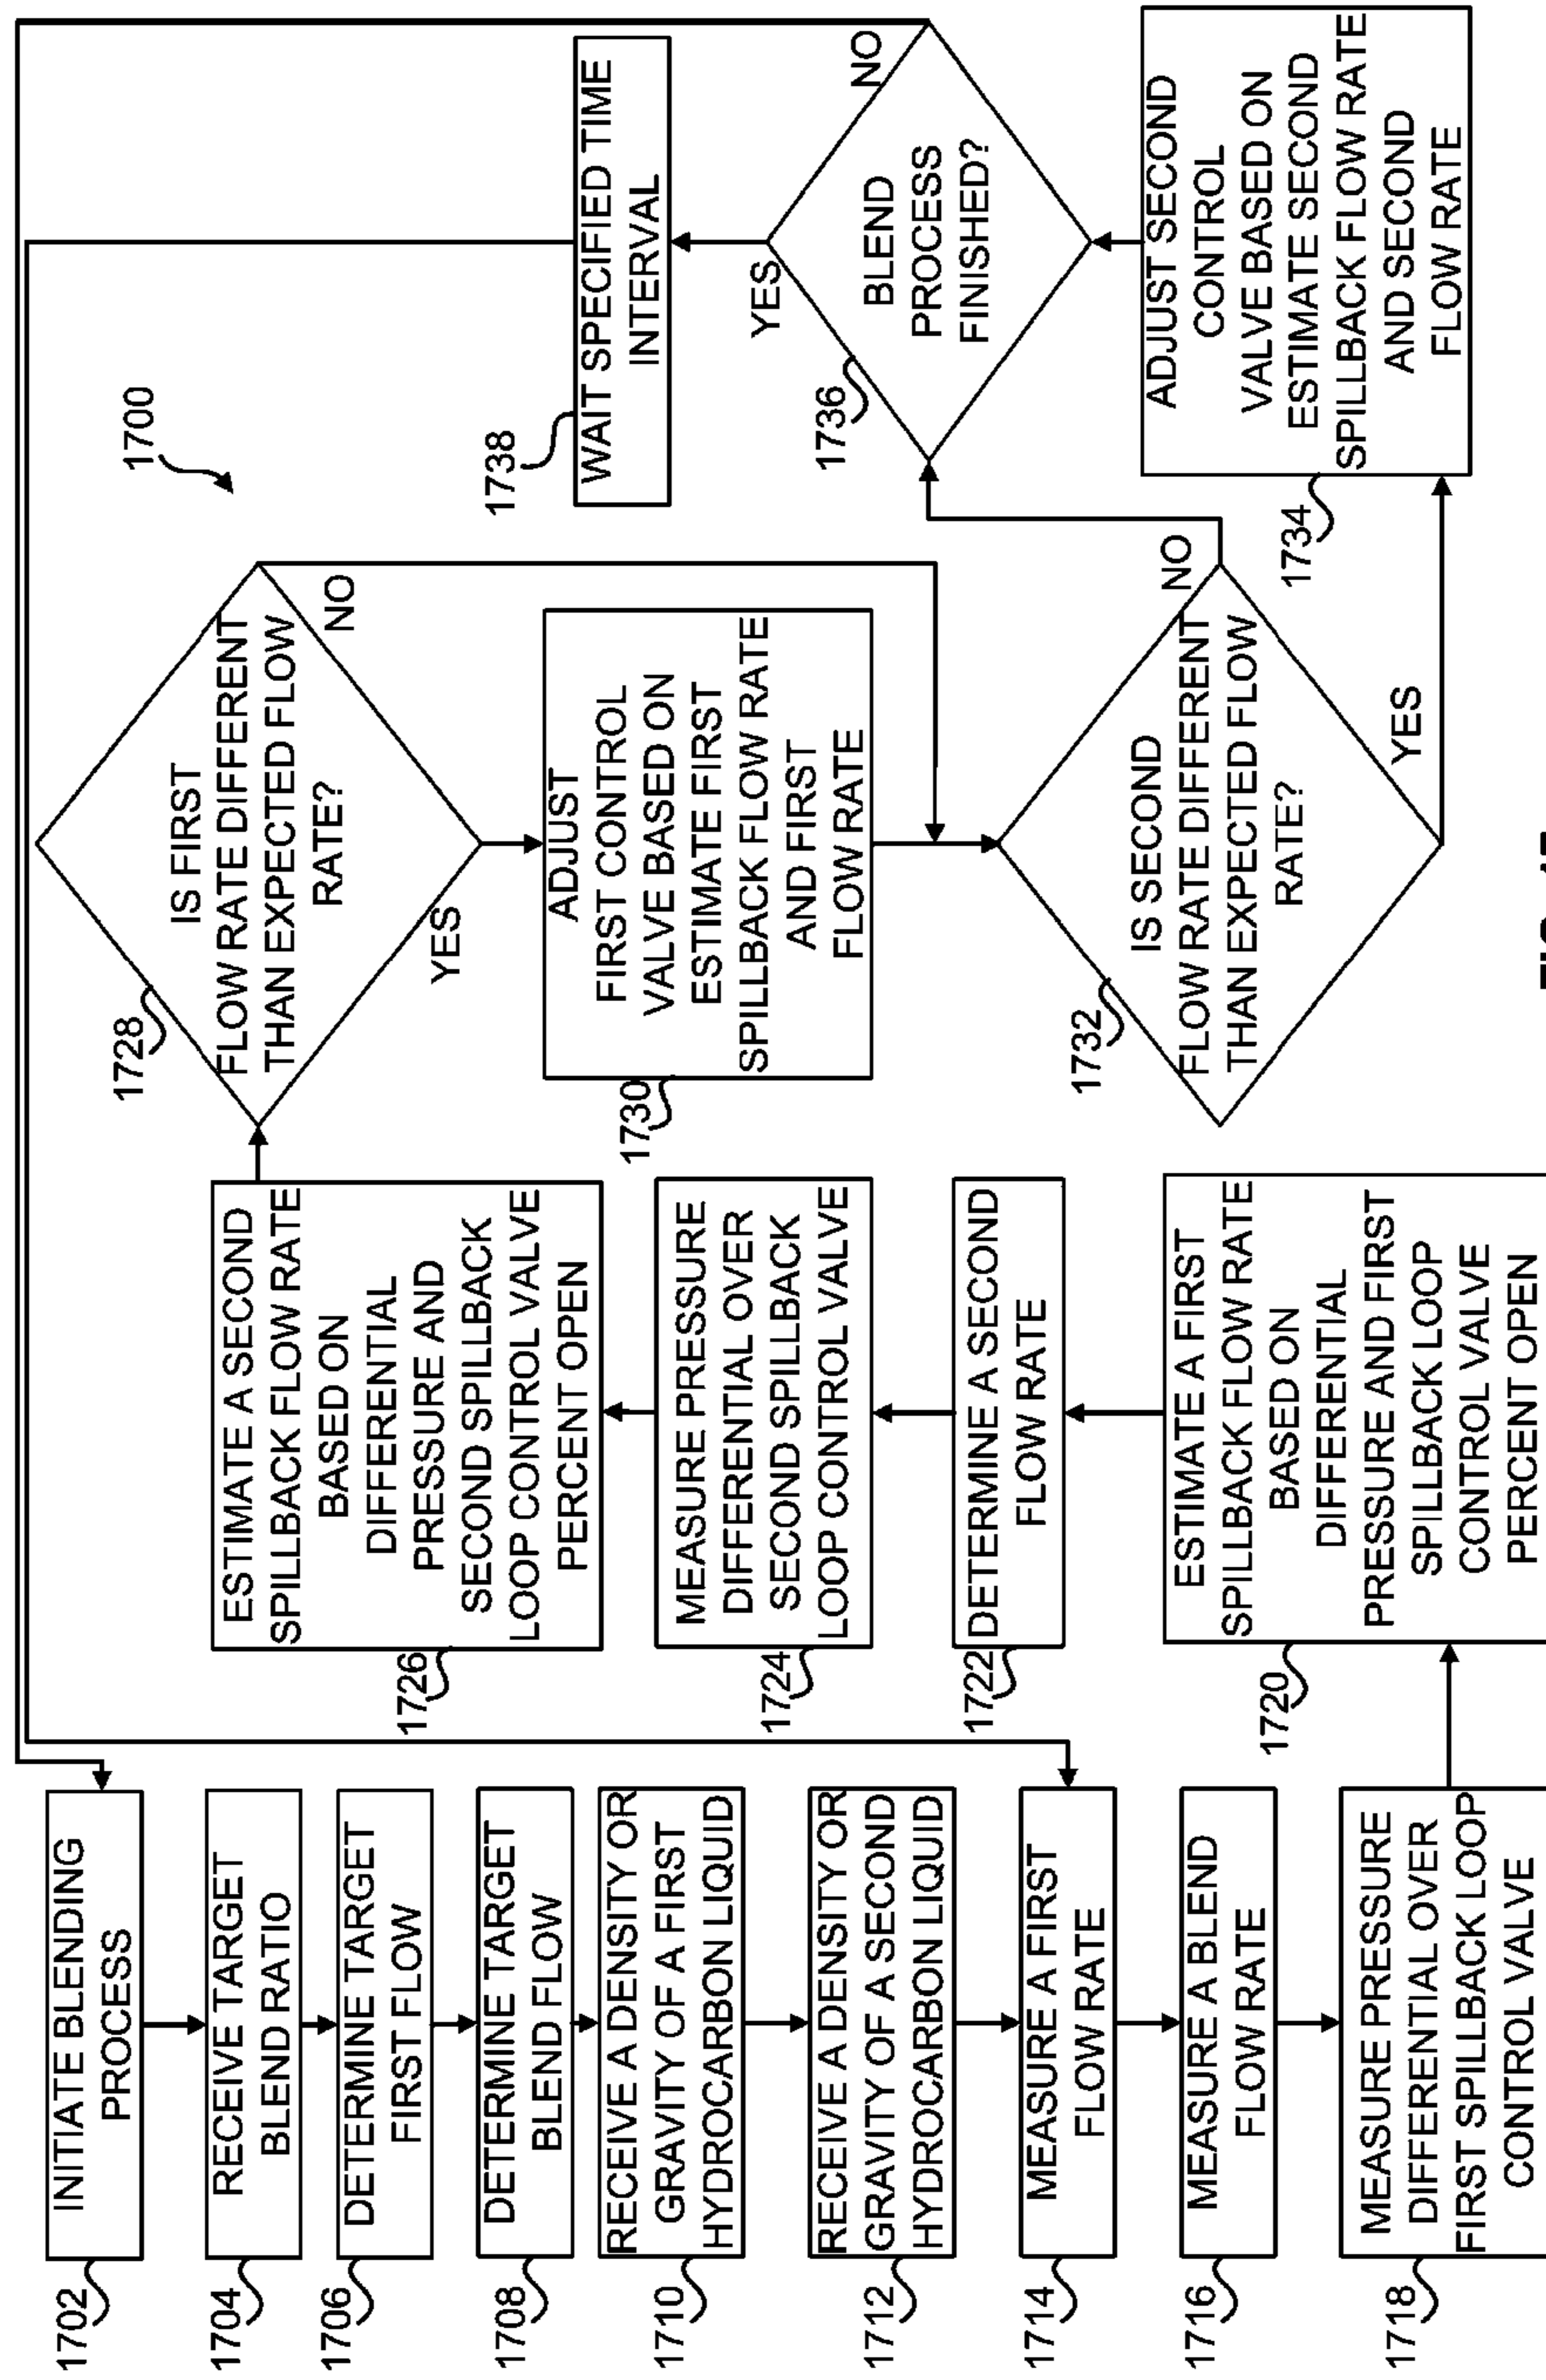 1700
1702
INITIATE BLENDING
PROCESS
1704
RECEIVE TARGET
BLEND RATIO
1706
DETERMINE TARGET
FIRST FLOW
1708
DETERMINE TARGET
BLEND FLOW
1710
RECEIVE A DENSITY OR
GRAVITY OF A FIRST
HYDROCARBON LIQUID
1712
RECEIVE A DENSITY OR
GRAVITY OF A SECOND
HYDROCARBON LIQUID
1714
MEASURE A FIRST
FLOW RATE
1716
MEASURE A BLEND
FLOW RATE
1718
MEASURE PRESSURE
DIFFERENTIAL OVER
FIRST SPILLBACK LOOP
CONTROL VALVE
1720
ESTIMATE A FIRST
SPILLBACK FLOW RATE
BASED ON
DIFFERENTIAL
PRESSURE AND FIRST
SPILLBACK LOOP
CONTROL VALVE
PERCENT OPEN
1722
DETERMINE A SECOND
FLOW RATE
1724
MEASURE PRESSURE
DIFFERENTIAL OVER
SECOND SPILLBACK
LOOP CONTROL VALVE
1726
ESTIMATE A SECOND
SPILLBACK FLOW RATE
BASED ON
DIFFERENTIAL
PRESSURE AND
SECOND SPILLBACK
LOOP CONTROL VALVE
PERCENT OPEN
1728
IS FIRST
FLOW RATE DIFFERENT
THAN EXPECTED FLOW
RATE?
YES
NO
1730
ADJUST
FIRST CONTROL
VALVE BASED ON
ESTIMATE FIRST
SPILLBACK FLOW RATE
AND FIRST
FLOW RATE
1732
IS SECOND
FLOW RATE DIFFERENT
THAN EXPECTED FLOW
RATE?
NO
YES
1734
ADJUST SECOND
CONTROL
VALVE BASED ON
ESTIMATE SECOND
SPILLBACK FLOW RATE
AND SECOND
FLOW RATE
1736
BLEND
PROCESS
FINISHED?
YES
NO
1738
WAIT SPECIFIED TIME
INTERVAL